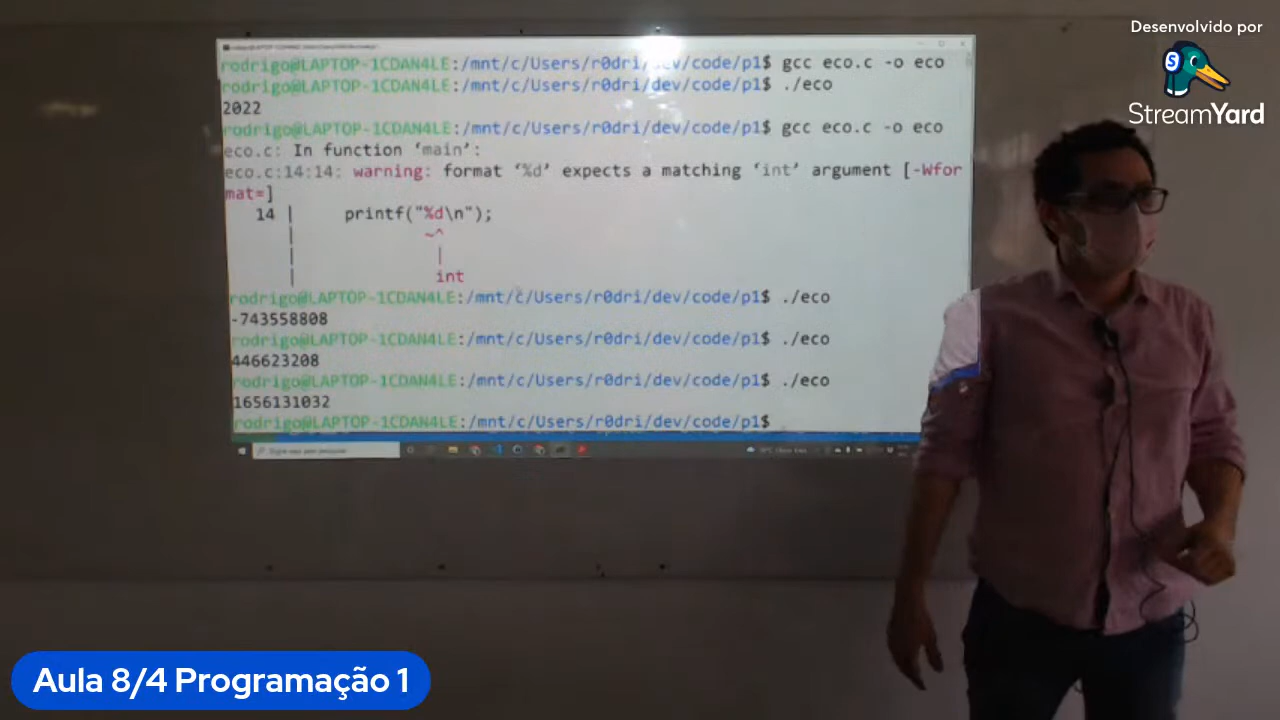 Desenvolvido por
StreamYard
rodrigo@LAPTOP-1CDAN4LE:/mnt/c/Users/r0dri/dev/code/p1$ gcc eco.c -o eco
rodrigo@LAPTOP-1CDAN4LE:/mnt/c/Users/r0dri/dev/code/p1$ ./eco
2022
rodrigo@LAPTOP-1CDAN4LE:/mnt/c/Users/r0dri/dev/code/p1$ gcc eco.c -o eco
eco.c: In function ‘main’:
eco.c:14:14: warning: format ‘%d’ expects a matching ‘int’ argument [-Wfor
mat=]
14 | printf("%d\n");
| ~^
| |
| int
rodrigo@LAPTOP-1CDAN4LE:/mnt/c/Users/r0dri/dev/code/p1$ ./eco
-743558808
rodrigo@LAPTOP-1CDAN4LE:/mnt/c/Users/r0dri/dev/code/p1$ ./eco
446623208
rodrigo@LAPTOP-1CDAN4LE:/mnt/c/Users/r0dri/dev/code/p1$ ./eco
1656131032
rodrigo@LAPTOP-1CDAN4LE:/mnt/c/Users/r0dri/dev/code/p1$
Aula 8/4 Programação 1